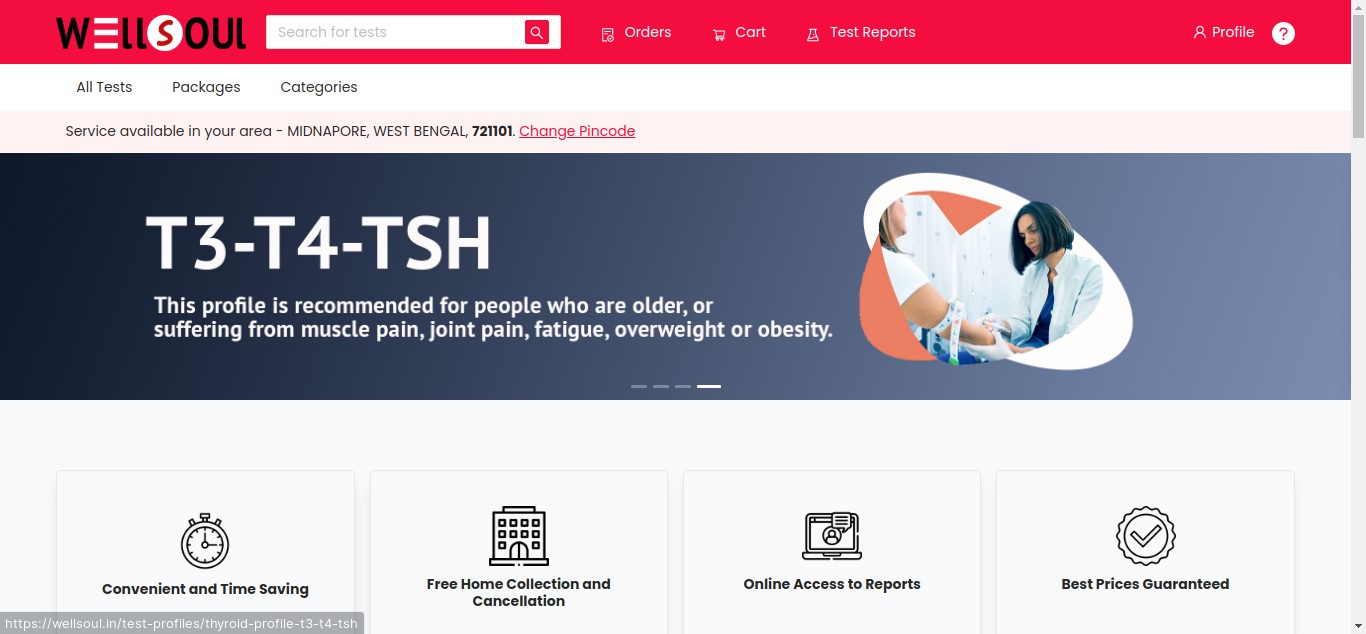 WELLSOUL
Search for tests
Orders
Cart
Test Reports
Profile
?
All Tests
Packages
Categories
Service available in your area - MIDNAPORE, WEST BENGAL, 721101. Change Pincode
T3-T4-TSH
This profile is recommended for people who are older, or
suffering from muscle pain, joint pain, fatigue, overweight or obesity.
Convenient and Time Saving
Free Home Collection and
Cancellation
Online Access to Reports
Best Prices Guaranteed
https://wellsoul.in/test-profiles/thyroid-profile-t3-t4-tsh